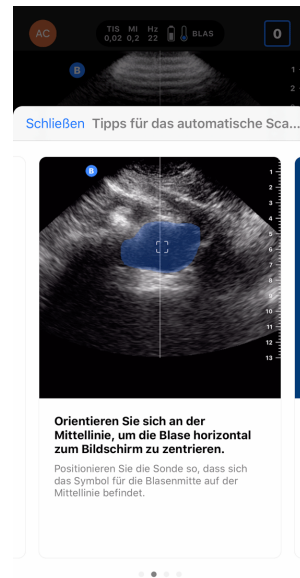 AC
TIS MI Hz
0,02 0,2 22
BLAS
0
B
1
2
Schließen Tipps für das automatische Sca...
B
1
2
3
4
5
6
7
8
9
10
11
12
13
Orientieren Sie sich an der
Mittellinie, um die Blase horizontal
zum Bildschirm zu zentrieren.
Positionieren Sie die Sonde so, dass sich
das Symbol für die Blasenmitte auf der
Mittellinie befindet.